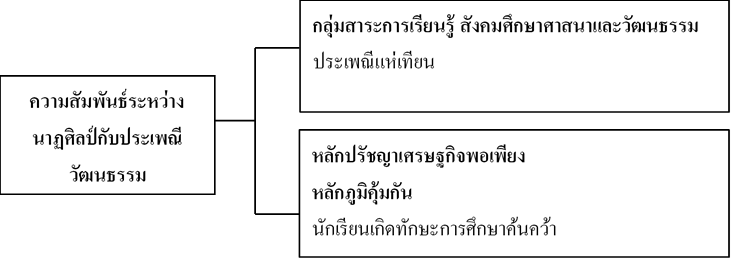 ความสัมพันธ์ระหว่าง
นาฏศิลป์กับประเพณี
วัฒนธรรม
กลุ่มสาระการเรียนรู้ สังคมศึกษาศาสนาและวัฒนธรรม
ประเพณีแห่เทียน
หลักปรัชญาเศรษฐกิจพอเพียง
หลักภูมิคุ้มกัน
นักเรียนเกิดทักษะการศึกษาค้นคว้า